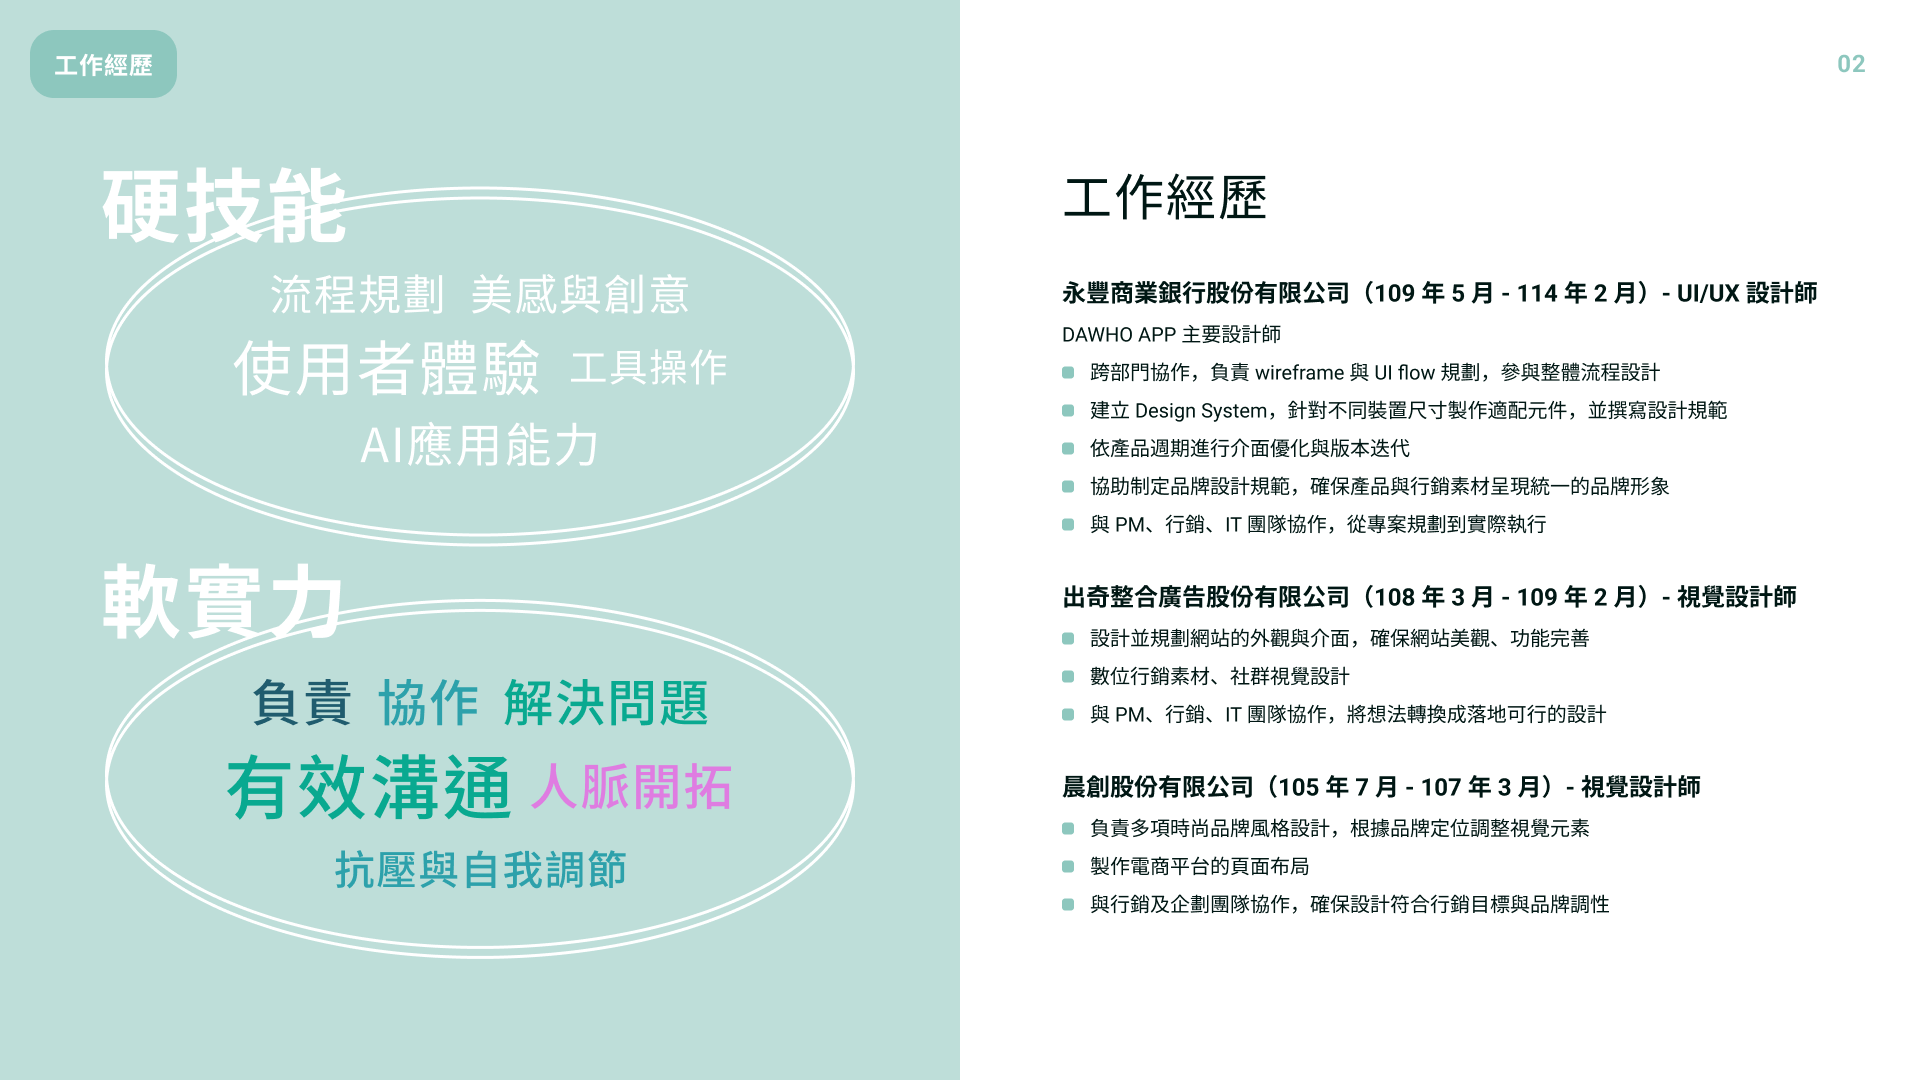 工作經歷
硬技能
流程規劃 美感與創意
使用者體驗 工具操作
AI應用能力
軟實力
負責 協作 解決問題
有效溝通 人脈開拓
抗壓與自我調節
02
工作經歷
永豐商業銀行股份有限公司（109 年 5 月 - 114 年 2 月）- UI/UX 設計師
DAWHO APP 主要設計師
跨部門協作，負責 wireframe 與 UI flow 規劃，參與整體流程設計
建立 Design System，針對不同裝置尺寸製作適配元件，並撰寫設計規範
依產品週期進行介面優化與版本迭代
協助制定品牌設計規範，確保產品與行銷素材呈現統一的品牌形象
與 PM、行銷、IT 團隊協作，從專案規劃到實際執行
出奇整合廣告股份有限公司（108 年 3 月 - 109 年 2 月）- 視覺設計師
設計並規劃網站的外觀與介面，確保網站美觀、功能完善
數位行銷素材、社群視覺設計
與 PM、行銷、IT 團隊協作，將想法轉換成落地可行的設計
晨創股份有限公司（105 年 7 月 - 107 年 3 月）- 視覺設計師
負責多項時尚品牌風格設計，根據品牌定位調整視覺元素
製作電商平台的頁面布局
與行銷及企劃團隊協作，確保設計符合行銷目標與品牌調性